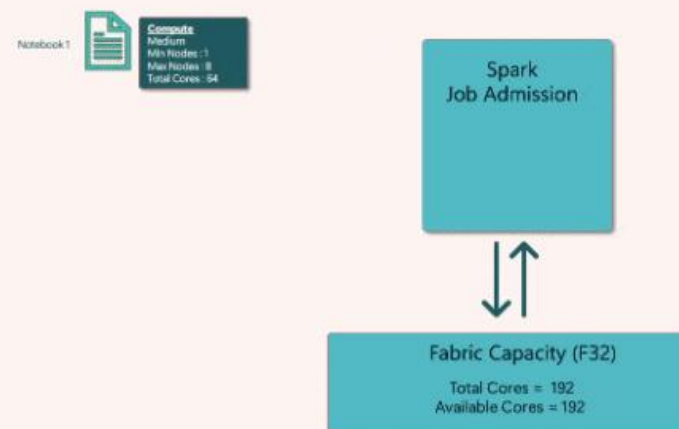 Notebook 1
Compute
Medium
Min Nodes : 1
Max Nodes : 8
Total Cores : 64
Spark
Job Admission
Fabric Capacity (F32)
Total Cores = 192
Available Cores = 192